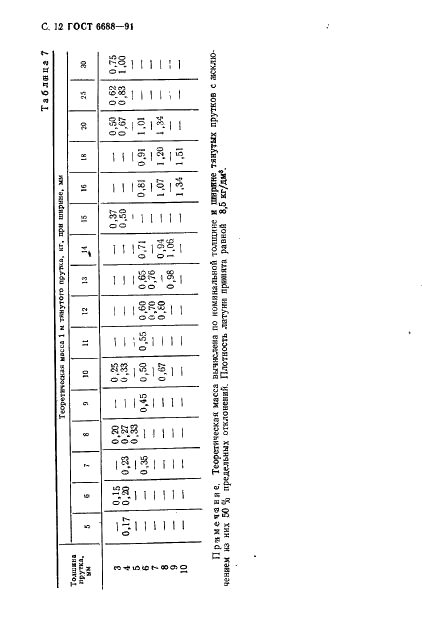 С. 12 ГОСТ 6688—91
Таблица 7
Толщина прутка, мм
Теоретическая масса 1 м тянутого прутка, кг, при ширине, мм
5 6 7 8 9 10 11 12 13 14 15 16 18 20 25 30
3 — 0,15 — 0,20 — 0,25 — — — — 0,37 — — 0,50 0,62 0,75
4 0,17 0,20 0,23 0,27 — 0,33 — — — — 0,50 — — 0,67 0,83 1,00
5 — — — 0,33 — — — — — — — — — — — —
6 — — 0,35 — 0,45 0,50 0,55 0,60 0,65 0,71 — 0,81 0,91 1,01 — —
7 — — — — — — — 0,70 0,76 — — — — — — —
8 — — — — — 0,67 — 0,80 — 0,94 — 1,07 1,20 1,34 — —
9 — — — — — — — — 0,98 1,06 — — — — — —
10 — — — — — — — — — — — 1,34 1,51 — — —
Примечание. Теоретическая масса вычислена по номинальной толщине и ширине тянутых прутков с исклю-
чением из них 50 % предельных отклонений. Плотность латуни принята равной 8,5 кг/дм³.